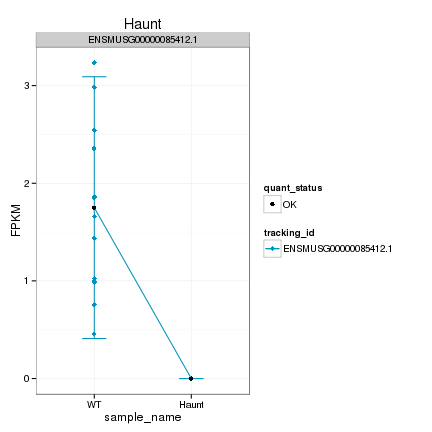 Haunt
ENSMUSG00000085412.1
3
2
1
0
FPKM
WT
Haunt
sample_name
quant_status
OK
tracking_id
ENSMUSG00000085412.1